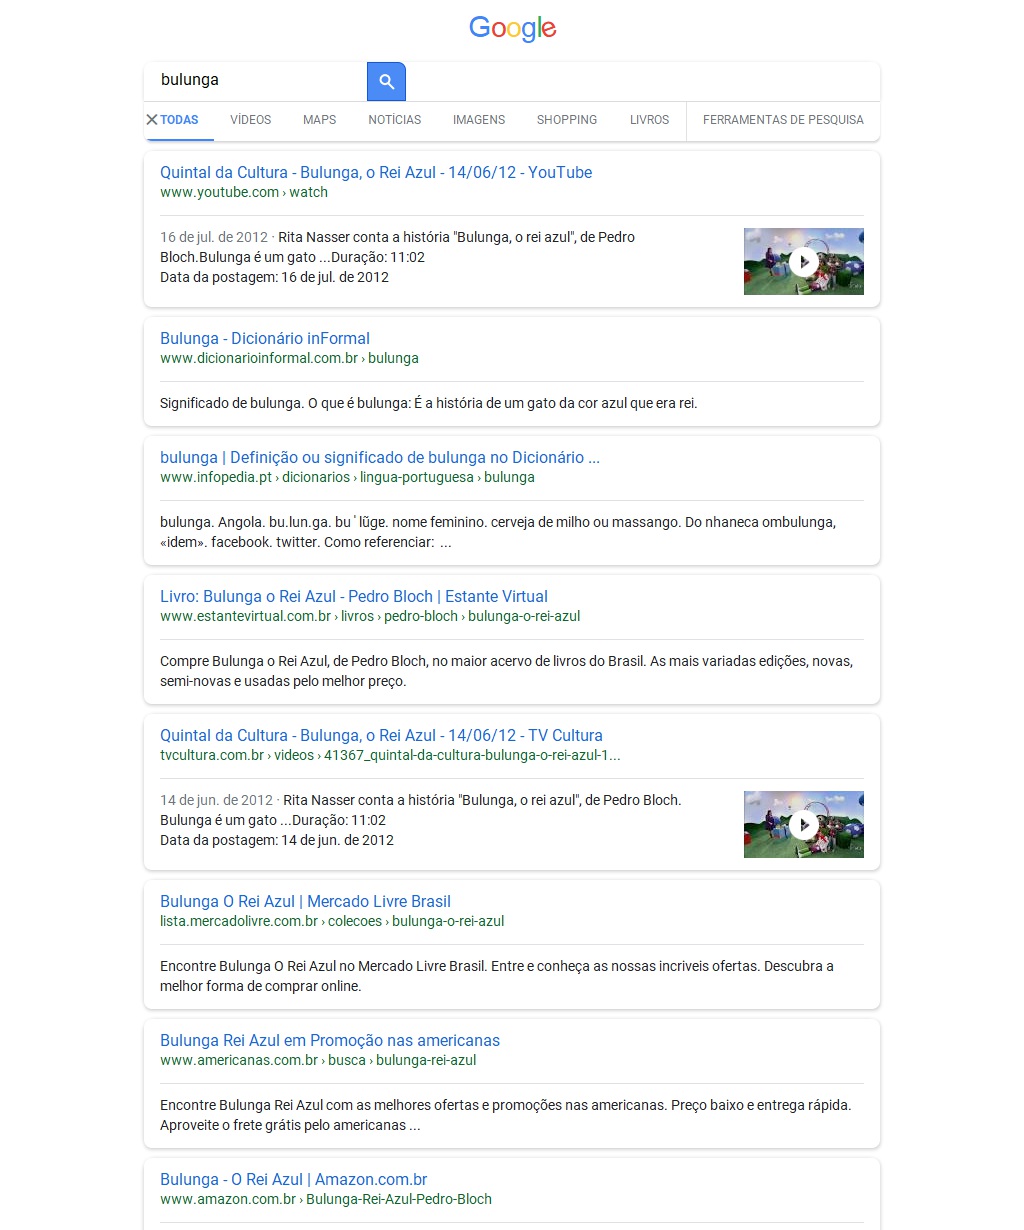 Google
bulunga
TODAS VÍDEOS MAPS NOTÍCIAS IMAGENS SHOPPING LIVROS FERRAMENTAS DE PESQUISA
Quintal da Cultura - Bulunga, o Rei Azul - 14/06/12 - YouTube
www.youtube.com › watch
16 de jul. de 2012 · Rita Nasser conta a história "Bulunga, o rei azul", de Pedro
Bloch.Bulunga é um gato ...Duração: 11:02
Data da postagem: 16 de jul. de 2012
Bulunga - Dicionário inFormal
www.dicionarioinformal.com.br › bulunga
Significado de bulunga. O que é bulunga: É a história de um gato da cor azul que era rei.
bulunga | Definição ou significado de bulunga no Dicionário ...
www.infopedia.pt › dicionarios › lingua-portuguesa › bulunga
bulunga. Angola. bu.lun.ga. buˈlũgɐ. nome feminino. cerveja de milho ou massango. Do nhaneca ombulunga,
«idem». facebook. twitter. Como referenciar: ...
Livro: Bulunga o Rei Azul - Pedro Bloch | Estante Virtual
www.estantevirtual.com.br › livros › pedro-bloch › bulunga-o-rei-azul
Compre Bulunga o Rei Azul, de Pedro Bloch, no maior acervo de livros do Brasil. As mais variadas edições, novas,
semi-novas e usadas pelo melhor preço.
Quintal da Cultura - Bulunga, o Rei Azul - 14/06/12 - TV Cultura
tvcultura.com.br › videos › 41367_quintal-da-cultura-bulunga-o-rei-azul-1...
14 de jun. de 2012 · Rita Nasser conta a história "Bulunga, o rei azul", de Pedro Bloch.
Bulunga é um gato ...Duração: 11:02
Data da postagem: 14 de jun. de 2012
Bulunga O Rei Azul | Mercado Livre Brasil
lista.mercadolivre.com.br › colecoes › bulunga-o-rei-azul
Encontre Bulunga O Rei Azul no Mercado Livre Brasil. Entre e conheça as nossas incriveis ofertas. Descubra a
melhor forma de comprar online.
Bulunga Rei Azul em Promoção nas americanas
www.americanas.com.br › busca › bulunga-rei-azul
Encontre Bulunga Rei Azul com as melhores ofertas e promoções nas americanas. Preço baixo e entrega rápida.
Aproveite o frete grátis pelo americanas ...
Bulunga - O Rei Azul | Amazon.com.br
www.amazon.com.br › Bulunga-Rei-Azul-Pedro-Bloch